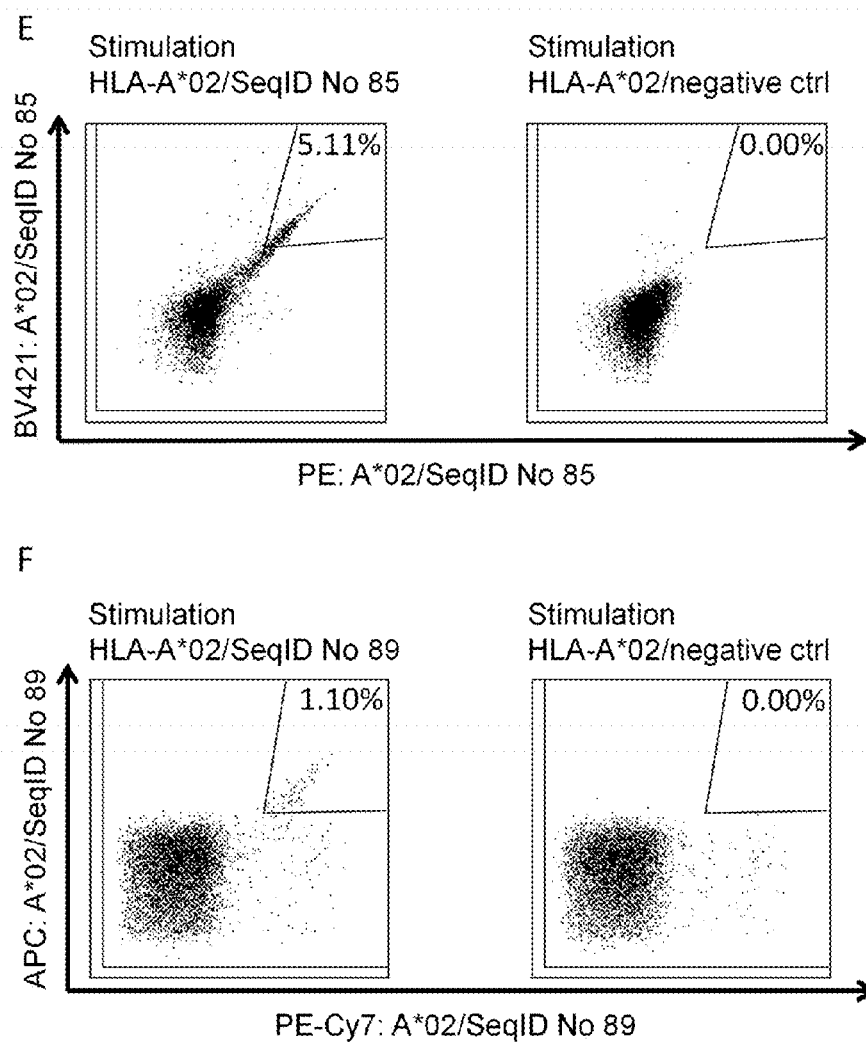 E
Stimulation
HLA-A*02/SeqID No 85
Stimulation
HLA-A*02/negative ctrl
5.11%
0.00%
BV421: A*02/SeqID No 85
PE: A*02/SeqID No 85
F
Stimulation
HLA-A*02/SeqID No 89
Stimulation
HLA-A*02/negative ctrl
1.10%
0.00%
APC: A*02/SeqID No 89
PE-Cy7: A*02/SeqID No 89